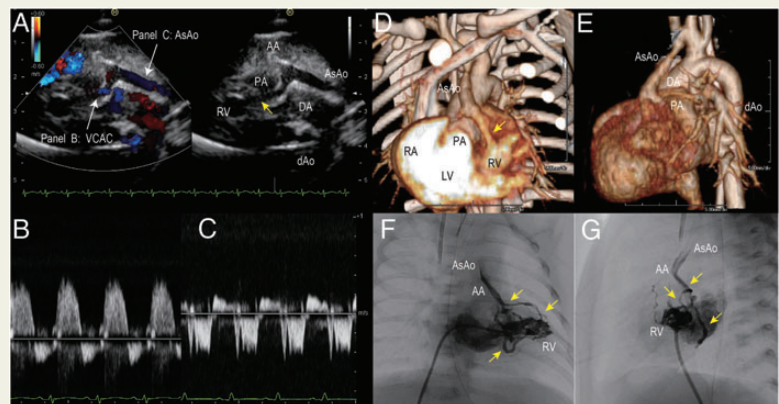 A
Panel C: AsAo
Panel B: VCAC
AA
AsAo
PA
RV
DA
dAo
B
C
D
AsAo
PA
RA
RV
LV
E
AsAo
DA
PA
dAo
F
AsAo
AA
RV
G
AsAo
AA
RV